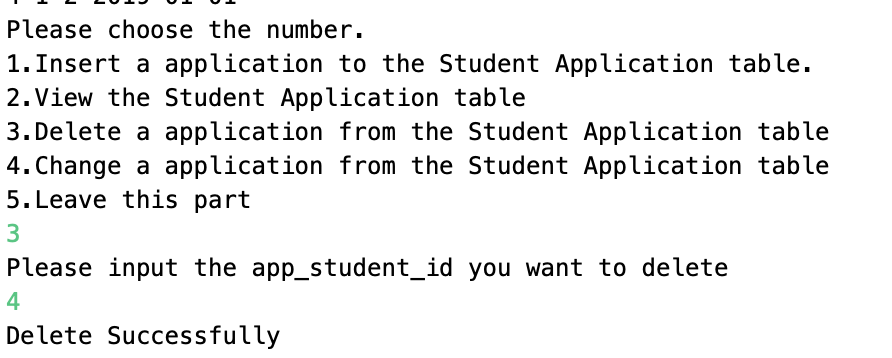 Please choose the number.
1.Insert a application to the Student Application table.
2.View the Student Application table
3.Delete a application from the Student Application table
4.Change a application from the Student Application table
5.Leave this part
3
Please input the app_student_id you want to delete
4
Delete Successfully